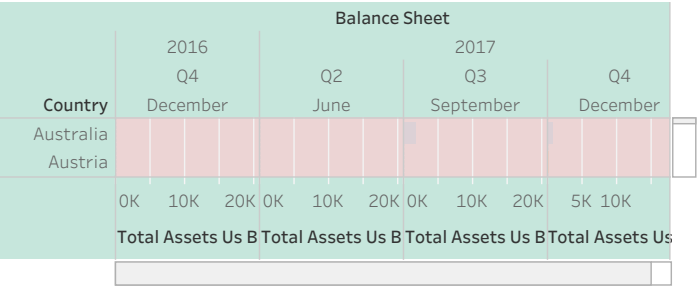 Balance Sheet
2016 2017
Q4 Q2 Q3 Q4
Country December June September December
Australia
Austria
0K 10K 20K 0K 10K 20K 0K 10K 20K 5K 10K
Total Assets Us B Total Assets Us B Total Assets Us B Total Assets Us